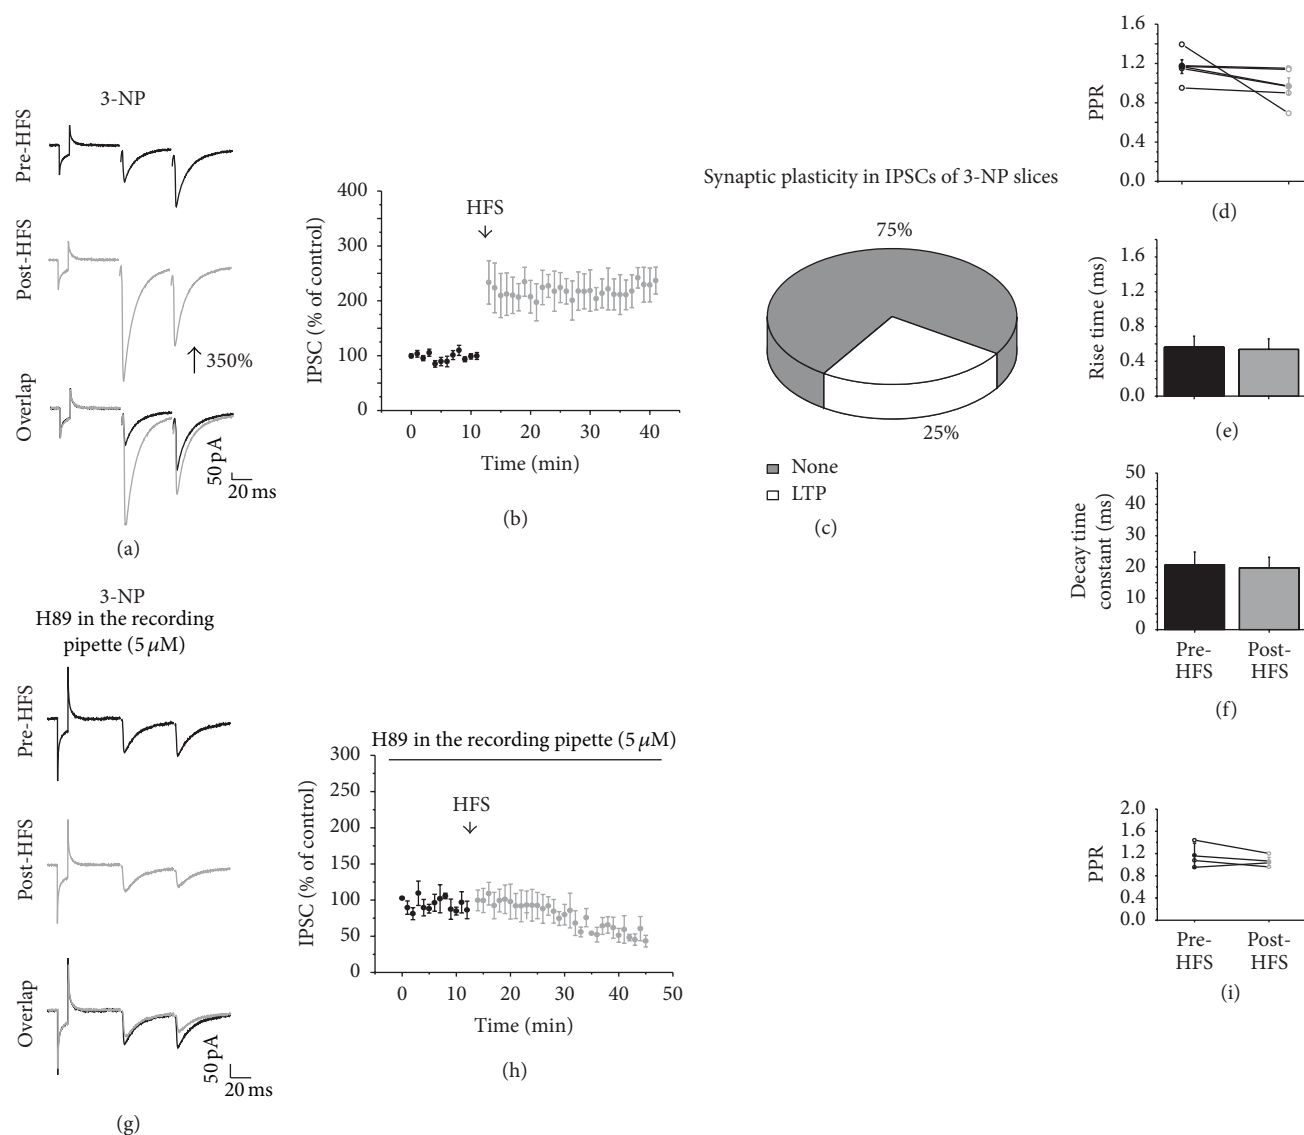 3-NP
Pre-HFS
Post-HFS
350%
Overlap
50 pA
20 ms
(a)
400
300
200
100
0
IPSC (% of control)
HFS
0
10
20
30
40
Time (min)
(b)
Synaptic plasticity in IPSCs of 3-NP slices
75%
25%
None
LTP
(c)
1.6
1.2
0.8
0.4
0.0
PPR
(d)
1.6
1.2
0.8
0.4
0.0
Rise time (ms)
(e)
50
40
30
20
10
0
Decay time
constant (ms)
Pre-
HFS
Post-
HFS
(f)
3-NP
H89 in the recording
pipette (5 μM)
Pre-HFS
Post-HFS
Overlap
50 pA
20 ms
(g)
H89 in the recording pipette (5 μM)
300
250
200
150
100
50
0
IPSC (% of control)
HFS
0
10
20
30
40
50
Time (min)
(h)
2.0
1.6
1.2
0.8
0.4
0.0
PPR
Pre-
HFS
Post-
HFS
(i)